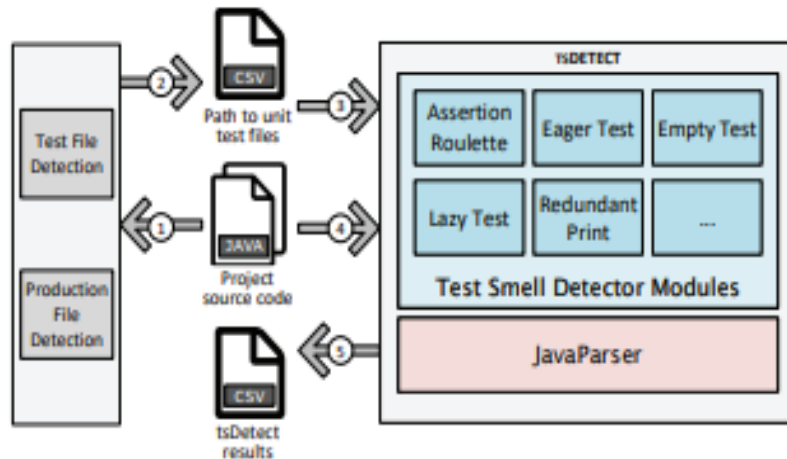 Test File
Detection
Production
File
Detection
2
CSV
Path to unit
test files
3
1
JAVA
Project
source code
4
CSV
tsDetect
results
5
TSDETECT
Assertion
Roulette
Eager Test
Empty Test
Lazy Test
Redundant
Print
...
Test Smell Detector Modules
JavaParser